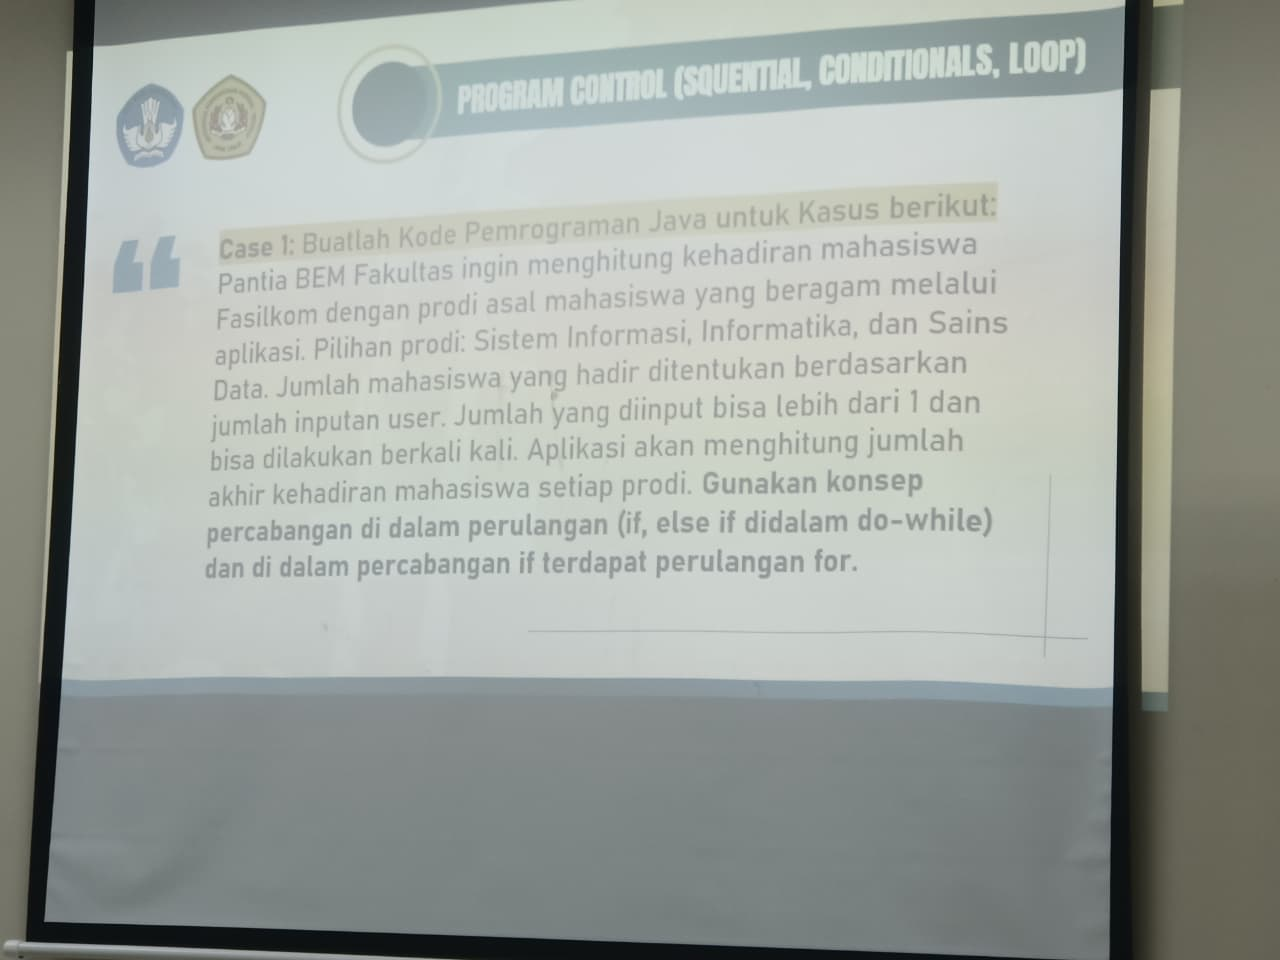 PROGRAM CONTROL (SQUENTIAL, CONDITIONALS, LOOP)
Case 1: Buatlah Kode Pemrograman Java untuk Kasus berikut:
Pantia BEM Fakultas ingin menghitung kehadiran mahasiswa
Fasilkom dengan prodi asal mahasiswa yang beragam melalui
aplikasi. Pilihan prodi: Sistem Informasi, Informatika, dan Sains
Data. Jumlah mahasiswa yang hadir ditentukan berdasarkan
jumlah inputan user. Jumlah yang diinput bisa lebih dari 1 dan
bisa dilakukan berkali kali. Aplikasi akan menghitung jumlah
akhir kehadiran mahasiswa setiap prodi. Gunakan konsep
percabangan di dalam perulangan (if, else if didalam do-while)
dan di dalam percabangan if terdapat perulangan for.